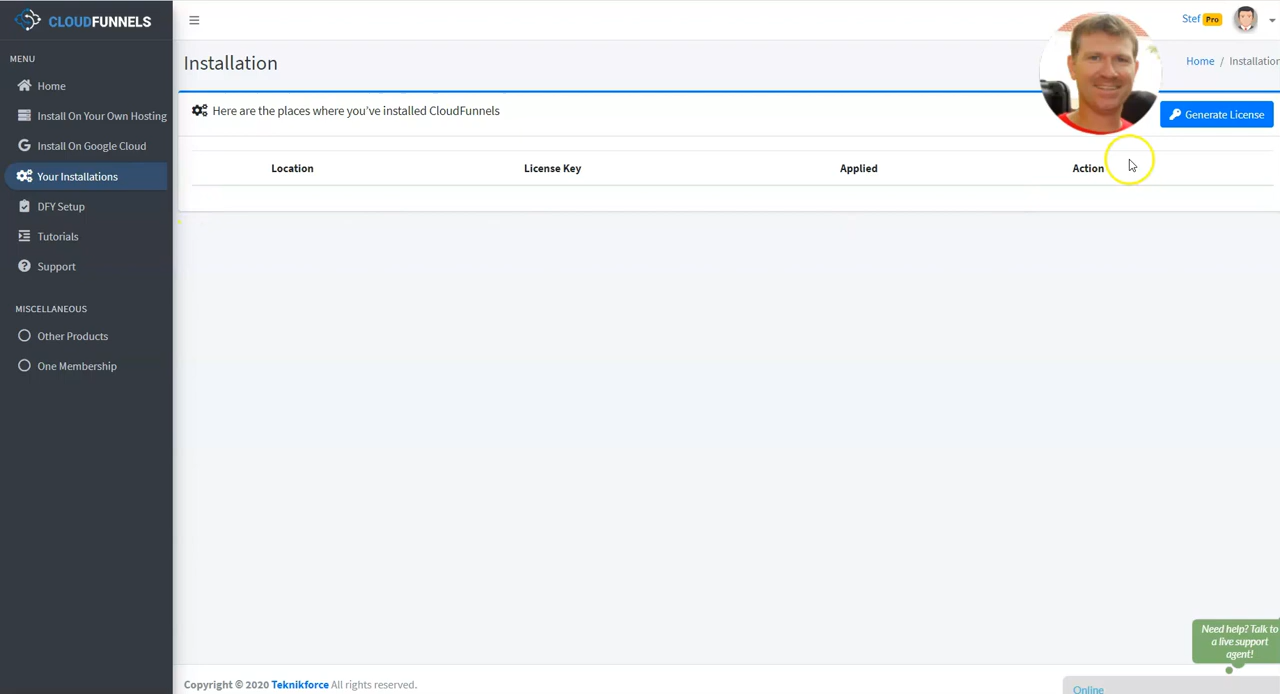 CLOUDFUNNELS
Stef Pro
MENU
Installation
Home / Installation
Home
Here are the places where you've installed CloudFunnels
Generate License
Install On Your Own Hosting
Install On Google Cloud
Location License Key Applied Action
Your Installations
DFY Setup
Tutorials
Support
MISCELLANEOUS
Other Products
One Membership
Need help? Talk to
a live support
agent!
Copyright © 2020 Teknikforce All rights reserved.
Online